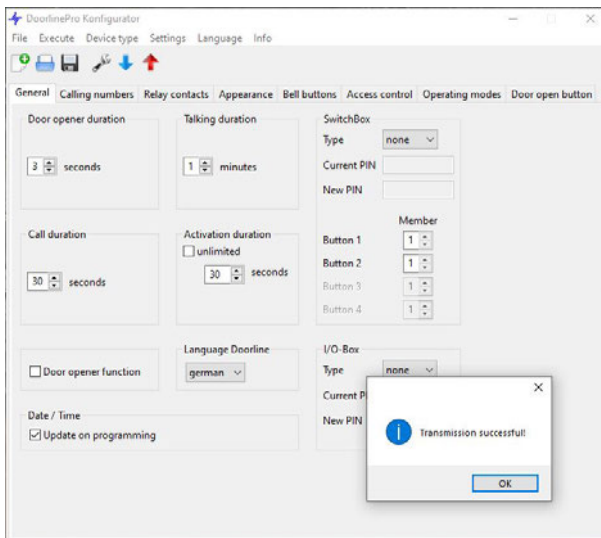 DoorlinePro Konfigurator
File Execute Device type Settings Language Info
General Calling numbers Relay contacts Appearance Bell buttons Access control Operating modes Door open button
Door opener duration
3 seconds
Talking duration
1 minutes
SwitchBox
Type none
Current PIN
New PIN
Member
Button 1 1
Button 2 1
Button 3 1
Button 4 1
Call duration
30 seconds
Activation duration
unlimited
30 seconds
Door opener function
Language Doorline
german
I/O-Box
Type none
Current P
New PIN
Date / Time
Update on programming
Transmission successful!
OK